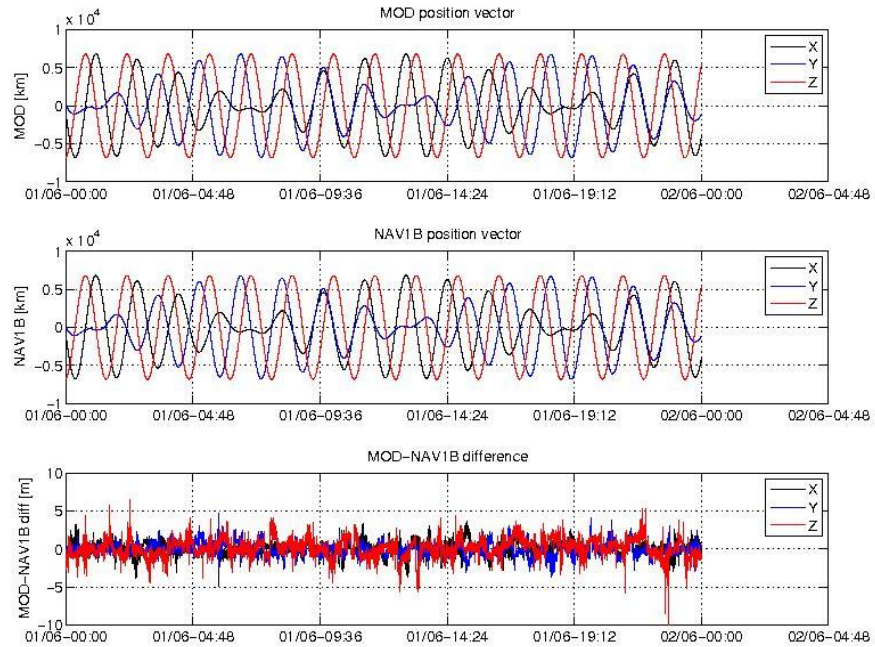 MOD position vector
x 10⁴
1
0.5
0
-0.5
-1
MOD [km]
X
Y
Z
01/06-00:00 01/06-04:48 01/06-09:36 01/06-14:24 01/06-19:12 02/06-00:00 02/06-04:48
NAV1B position vector
x 10⁴
1
0.5
0
-0.5
-1
NAV1B [km]
X
Y
Z
01/06-00:00 01/06-04:48 01/06-09:36 01/06-14:24 01/06-19:12 02/06-00:00 02/06-04:48
MOD-NAV1B difference
10
5
0
-5
-10
MOD-NAV1B diff [m]
X
Y
Z
01/06-00:00 01/06-04:48 01/06-09:36 01/06-14:24 01/06-19:12 02/06-00:00 02/06-04:48